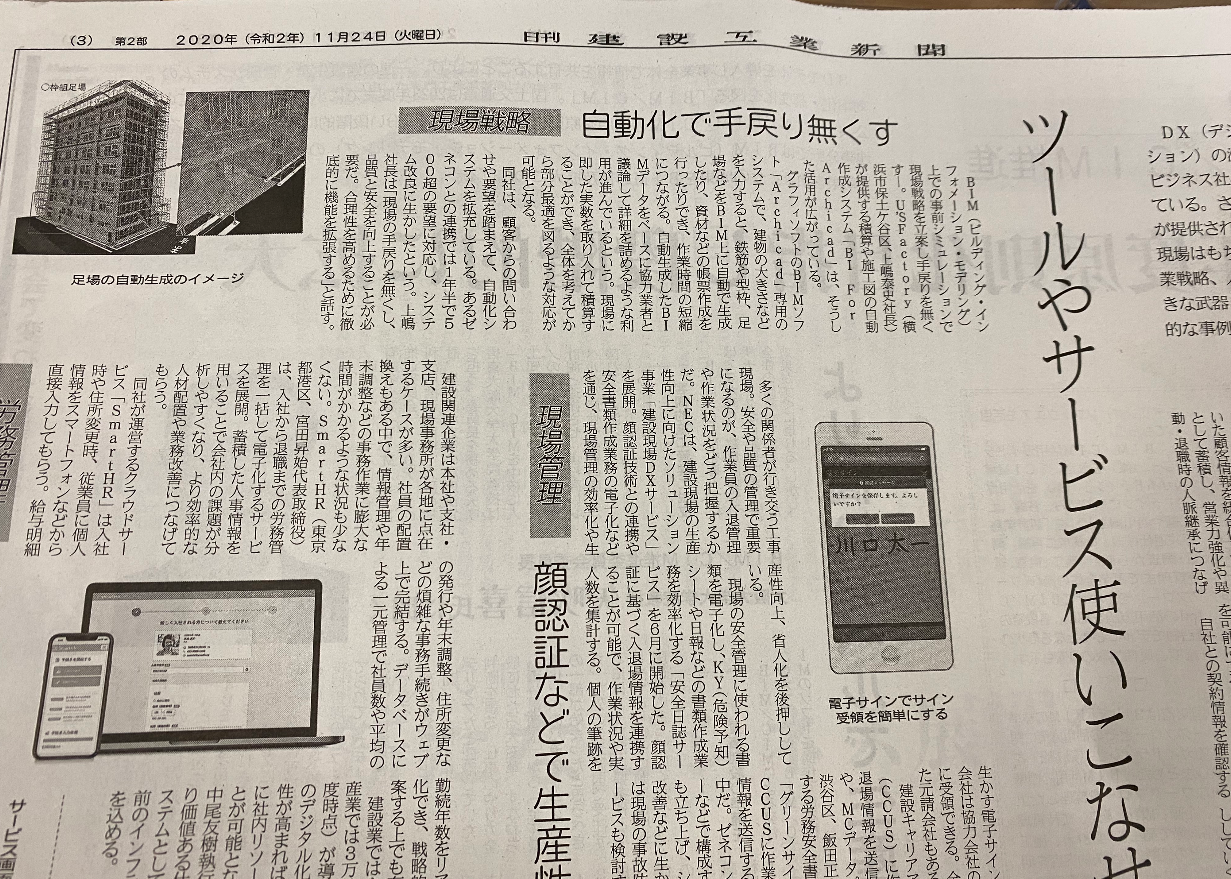 (3) 第2部 2020年(令和2年)11月24日(火曜日)
日刊 建設工業新聞
ツールやサービス使いこな
DX(デ
ション)の
ビジネス社
ている。さ
が提供され
現場はもち
業戦略、
きな武器
的な事例
現場戦略
自動化で手戻り無くす
BIM(ビルディング・イン
フォメーション・モデリング)
上での事前シミュレーションで
現場戦略を立案し手戻りを無く
す―。U'sFactory(横
浜市保土ケ谷区、上嶋泰史社長)
が提供する積算や施工図の自動
作成システム「BI For
Archicad」は、そうし
た活用が広がっている。
グラフィソフトのBIMソフ
ト「Archicad」専用の
システムで、建物の大きさなど
を入力すると、鉄筋や型枠、足
場などをBIM上に自動で生成
したり、資材などの帳票作成を
行ったりでき、作業時間の短縮
につながる。自動生成したBI
Mデータをベースに協力業者と
議論して詳細を詰めるような利
用が進んでいるという。現場に
即した実数を取り入れて積算す
ることができ、全体を考えてか
ら部分最適を図るような対応が
可能となる。
同社は、顧客からの問い合わ
せや要望を踏まえて、自動化シ
ステムを拡充している。あるゼ
ネコンとの連携では1年半で5
00超の要望に対応し、システ
ム改良に生かしたという。上嶋
社長は「現場の手戻りを無くし、
品質と安全を向上することが必
要だ。合理性を高めるために徹
底的に機能を拡張する」と話す。
○枠組足場
足場の自動生成のイメージ
現場管理
顔認証などで生産性
多くの関係者が行き交う工事
現場。安全や品質の管理で重要
になるのが、作業員の入退管理
や作業状況をどう把握するか
だ。NECは、建設現場の生産
性向上に向けたソリューション
事業「建設現場DXサービス」
を展開。顔認証技術との連携や
安全書類作成業務の電子化など
を通じ、現場管理の効率化や生
産性向上、省人化を後押しして
いる。
現場の安全管理に使われる書
類を電子化し、KY(危険予知)
シートや日報などの書類作成業
務を効率化する「安全日誌サー
ビス」を6月に開始した。顔認
証に基づく入退場情報を連携す
ることが可能で、作業状況や実
人数を集計する。個人の筆跡を
電子サインを保存します。よろし
いですか?
川口太一
電子サインでサイン
受領を簡単にする
生かす電子サイン
会社は協力会社の
に受領できる。
た元請会社もある
建設キャリアア
(CCUS)に作
退場情報を送信
や、MCデータ
渋谷区、飯田正
する労務安全書
「グリーンサイ
情報を送信する
CCUSに作業
中だ。ゼネコン
ーなどで構成す
も立ち上げ、シ
改善などに生か
は現場の事故
ービスも検討す
労務管理
建設関連企業は本社や支社・
支店、現場事務所が各地に点在
するケースが多い。社員の配置
換えもある中で、情報管理や年
末調整などの事務作業に膨大な
時間がかかるような状況も少な
くない。SmartHR(東京
都港区、宮田昇始代表取締役)
は、入社から退職までの労務管
理を一括して電子化するサービ
スを展開。蓄積した人事情報を
用いることで会社内の課題が分
析しやすくなり、より効率的な
人材配置や業務改善につなげて
もらう。
同社が運営するクラウドサー
ビス「SmartHR」は入社
時や住所変更時、従業員に個人
情報をスマートフォンなどから
直接入力してもらう。給与明細
の発行や年末調整、住所変更な
どの煩雑な事務手続きがウェブ
上で完結する。データベースに
よる一元管理で社員数や平均の
勤続年数をリア
化でき、戦略的
案する上でも
建設業では
産業では3万
度時点)が導
のデジタル化
性が高まれば
に社内リソー
とが可能とな
中尾友樹執行
り価値ある仕
ステムとして
前のインフ
を込める。
サービス画
いた顧客情報
として蓄積し、営業力強化や異
動・退職時の人脈継承につなげ
自社との契約情報を確認する